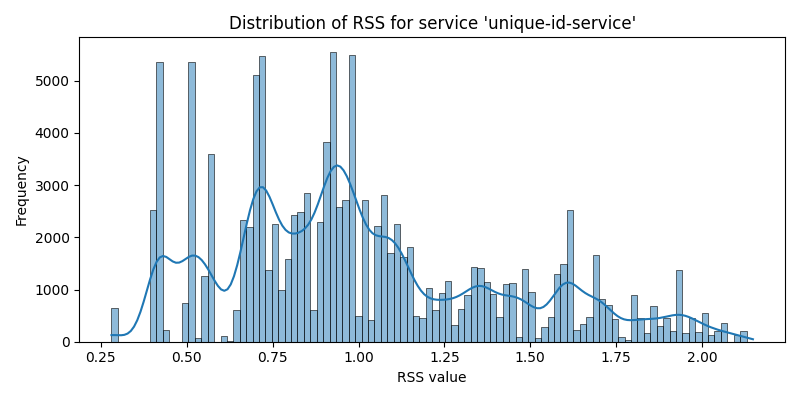 Distribution of RSS for service 'unique-id-service'
Frequency
5000
4000
3000
2000
1000
0
0.25 0.50 0.75 1.00 1.25 1.50 1.75 2.00
RSS value